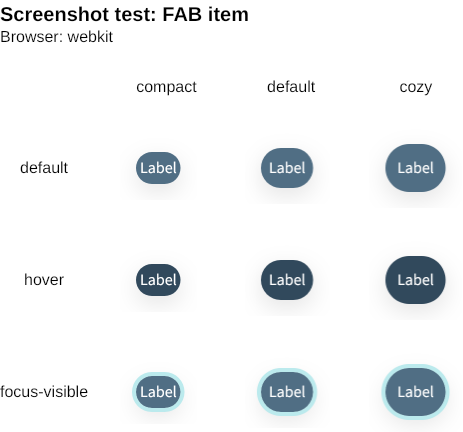 Screenshot test: FAB item
Browser: webkit
compact default cozy
default Label Label Label
hover Label Label Label
focus-visible Label Label Label